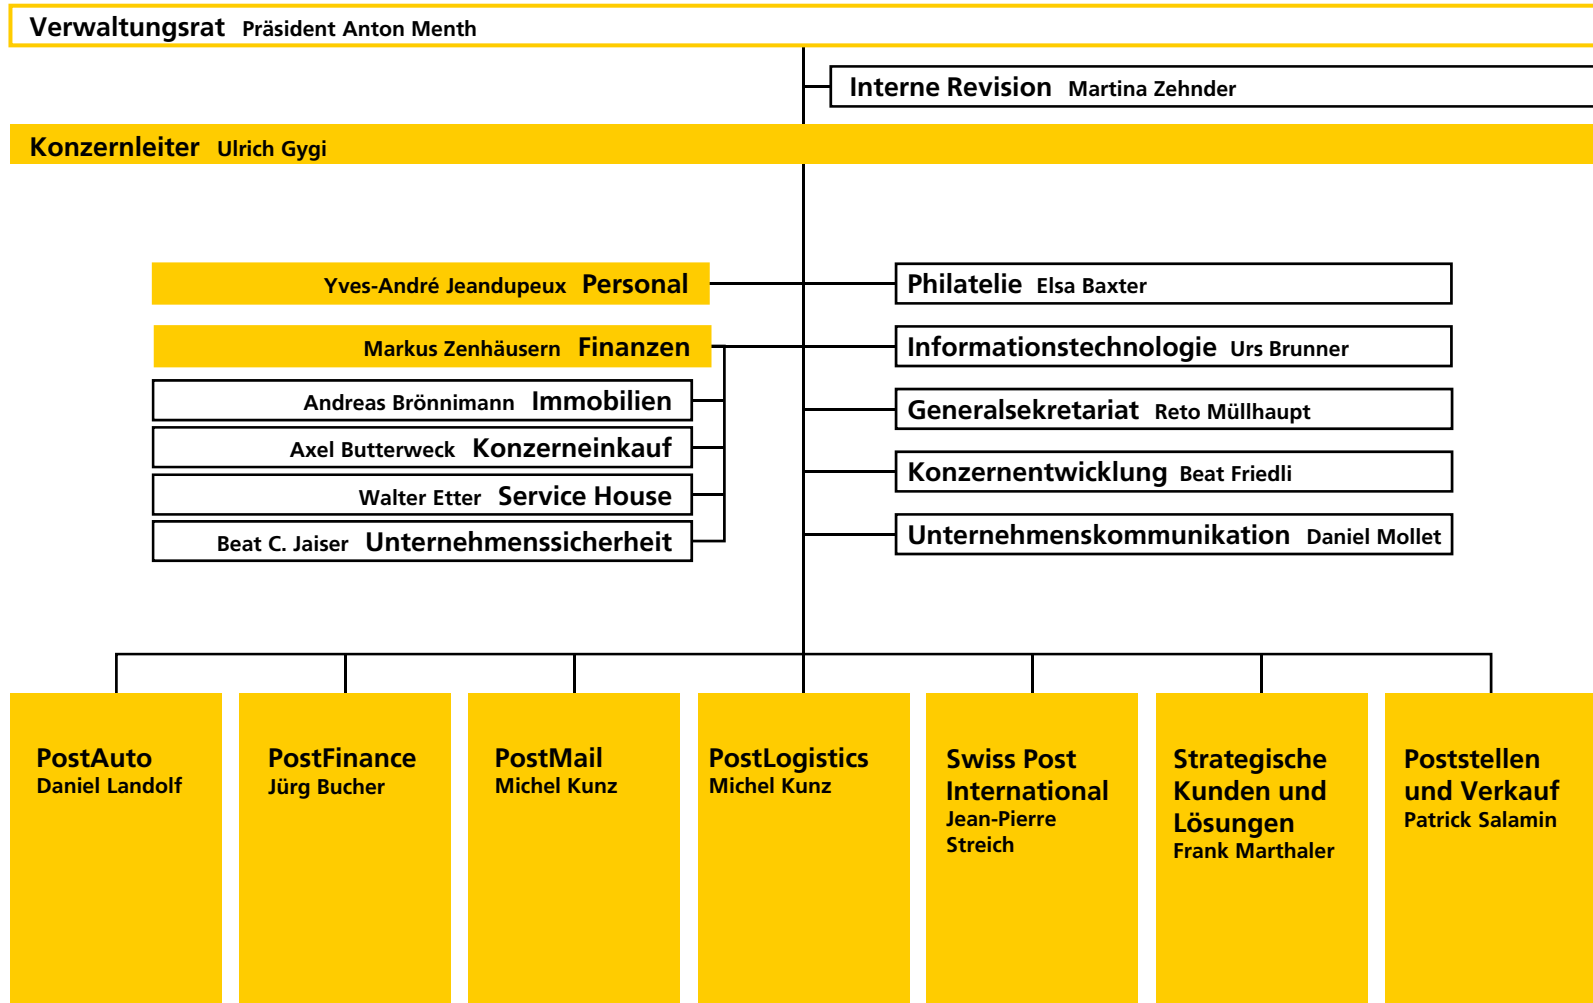 Verwaltungsrat Präsident Anton Menth
Interne Revision Martina Zehnder
Konzernleiter Ulrich Gygi
Yves-André Jeandupeux Personal
Markus Zenhäusern Finanzen
Andreas Brönnimann Immobilien
Axel Butterweck Konzerneinkauf
Walter Etter Service House
Beat C. Jaiser Unternehmenssicherheit
Philatelie Elsa Baxter
Informationstechnologie Urs Brunner
Generalsekretariat Reto Müllhaupt
Konzernentwicklung Beat Friedli
Unternehmenskommunikation Daniel Mollet
PostAuto
Daniel Landolf
PostFinance
Jürg Bucher
PostMail
Michel Kunz
PostLogistics
Michel Kunz
Swiss Post
International
Jean-Pierre
Streich
Strategische
Kunden und
Lösungen
Frank Marthaler
Poststellen
und Verkauf
Patrick Salamin